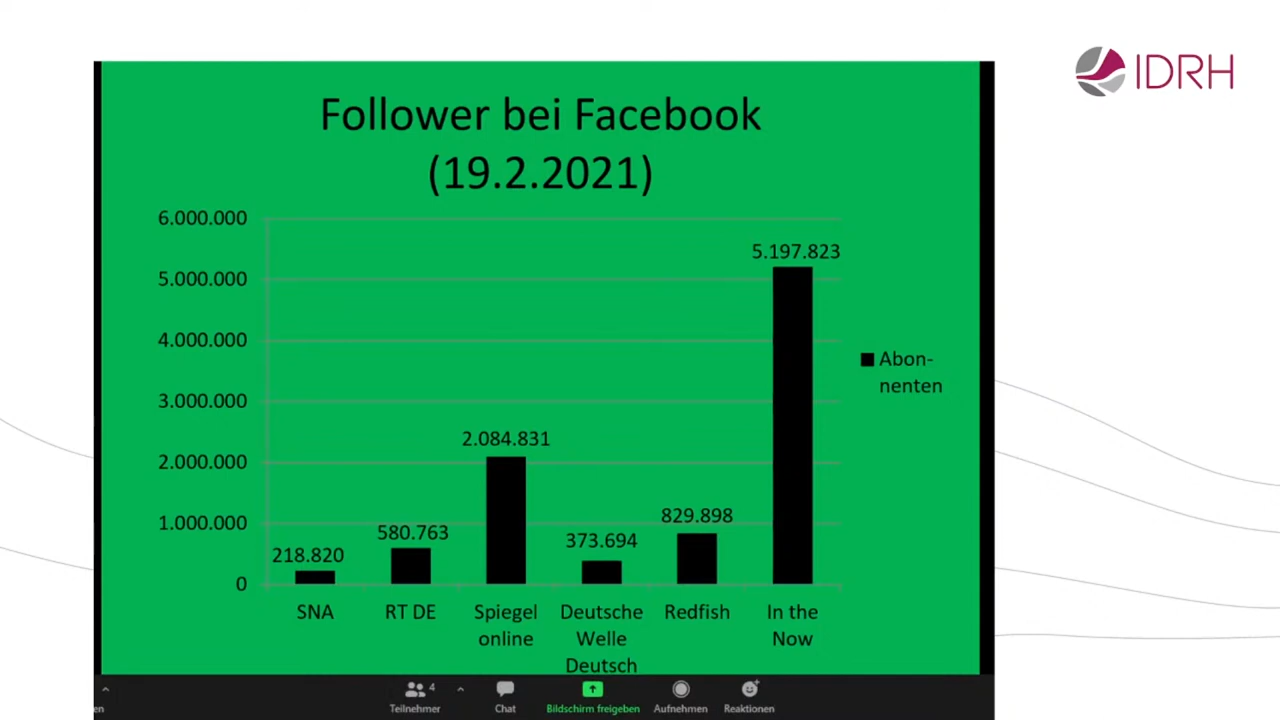 IDRH
Follower bei Facebook
(19.2.2021)
6.000.000
5.000.000
4.000.000
3.000.000
2.000.000
1.000.000
0
218.820
580.763
2.084.831
373.694
829.898
5.197.823
Abon-
nenten
SNA
RT DE
Spiegel
online
Deutsche
Welle
Deutsch
Redfish
In the
Now
en
4
Teilnehmer
Chat
Bildschirm freigeben
Aufnehmen
Reaktionen